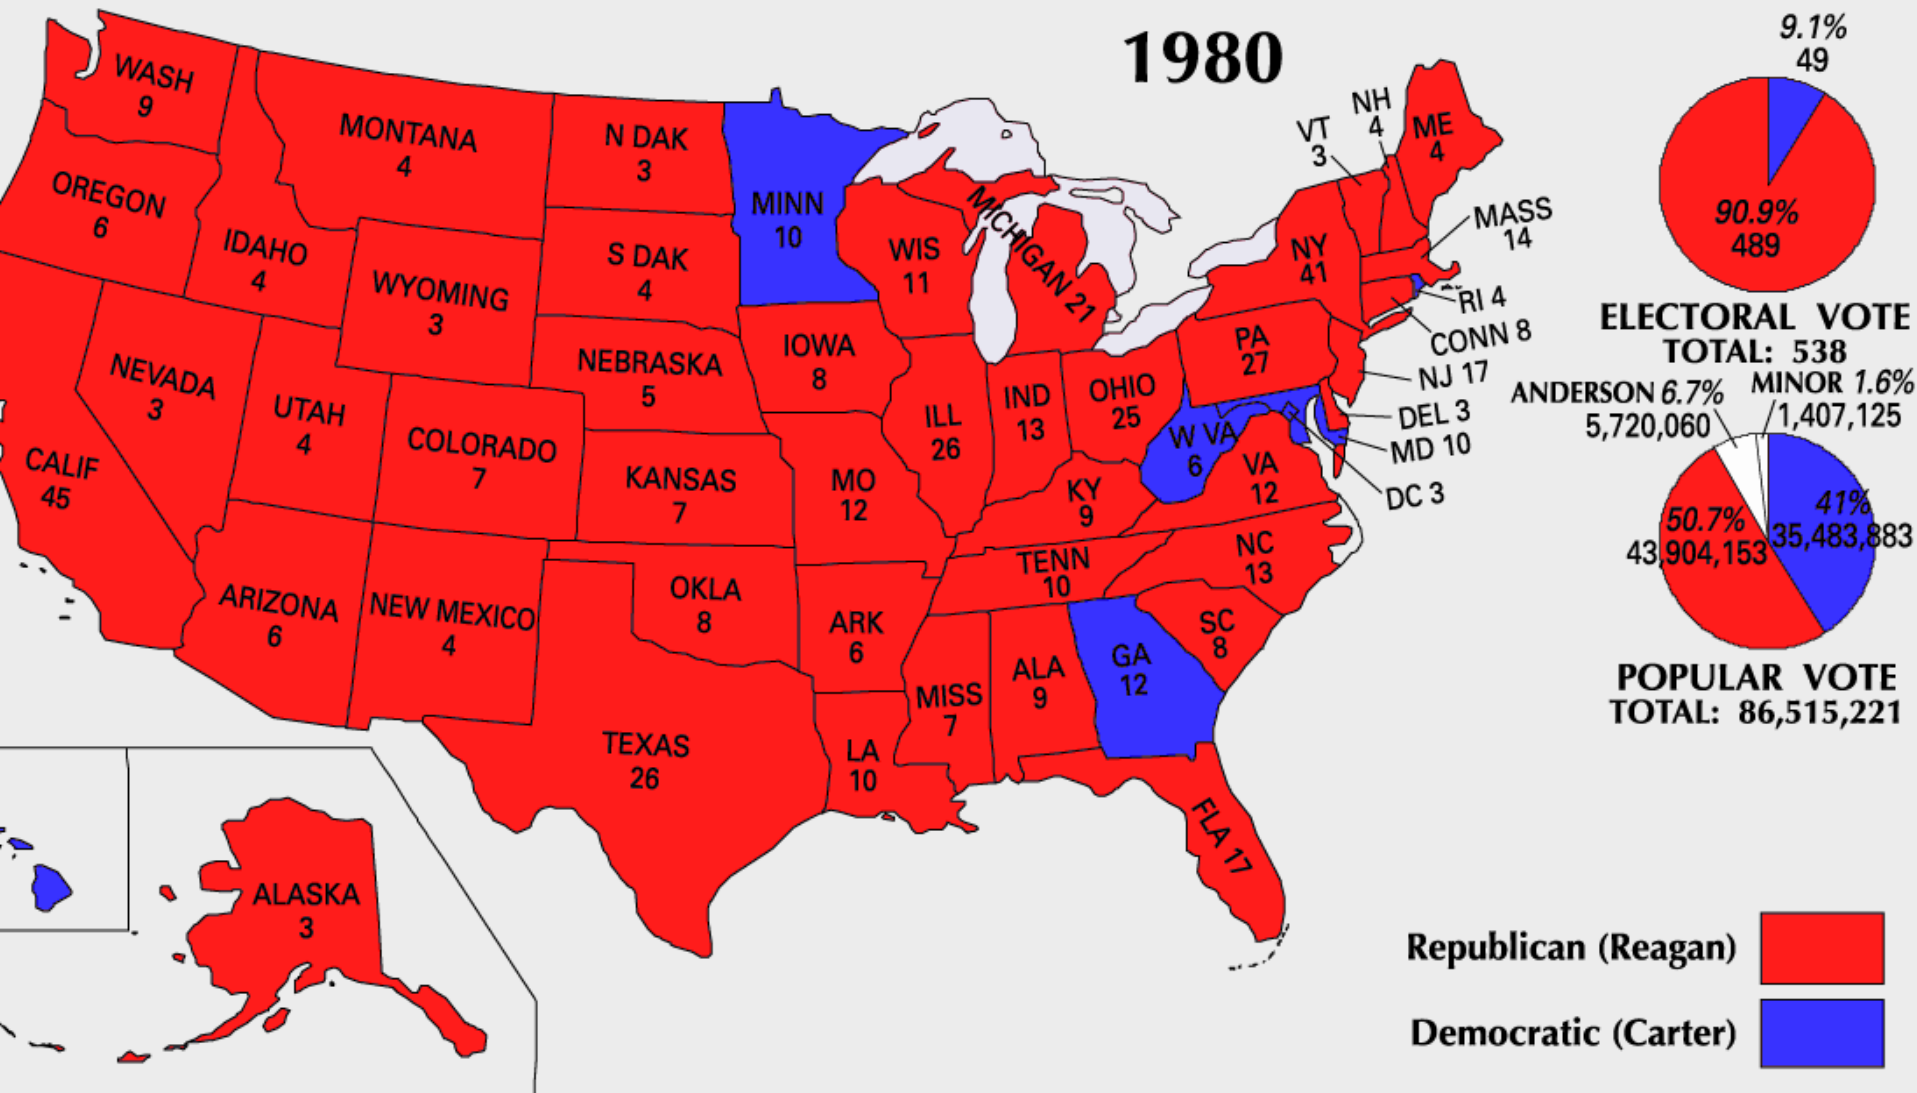 1980
WASH
9
OREGON
6
CALIF
45
NEVADA
3
IDAHO
4
MONTANA
4
WYOMING
3
UTAH
4
COLORADO
7
ARIZONA
6
NEW MEXICO
4
N DAK
3
S DAK
4
NEBRASKA
5
KANSAS
7
OKLA
8
TEXAS
26
MINN
10
IOWA
8
MO
12
ARK
6
LA
10
WIS
11
ILL
26
MICHIGAN 21
IND
13
OHIO
25
KY
9
TENN
10
MISS
7
ALA
9
GA
12
FLA 17
SC
8
NC
13
VA
12
W VA
6
PA
27
NY
41
VT
3
NH
4
ME
4
MASS
14
RI 4
CONN 8
NJ 17
DEL 3
MD 10
DC 3
ALASKA
3
9.1%
49
90.9%
489
ELECTORAL VOTE
TOTAL: 538
ANDERSON 6.7%
5,720,060
MINOR 1.6%
1,407,125
50.7%
43,904,153
41%
35,483,883
POPULAR VOTE
TOTAL: 86,515,221
Republican (Reagan)
Democratic (Carter)